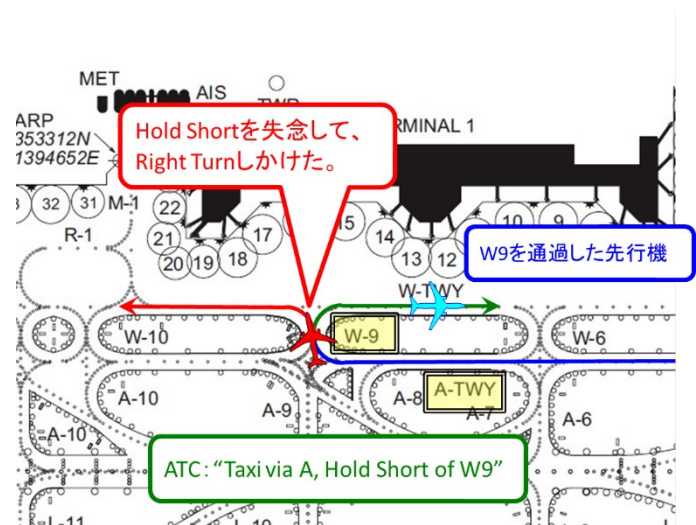 MET
AIS
ARP
353312N
1394652E
Hold Shortを失念して、
Right Turnしかけた。
RMINAL 1
W9を通過した先行機
32
31
M-1
22
21
20
19
18
17
15
14
13
12
10
9
R-1
W-TWY
W-10
W-9
W-6
A-10
A-9
A-8
A-TWY
A-7
A-6
A-10
ATC：“Taxi via A, Hold Short of W9”